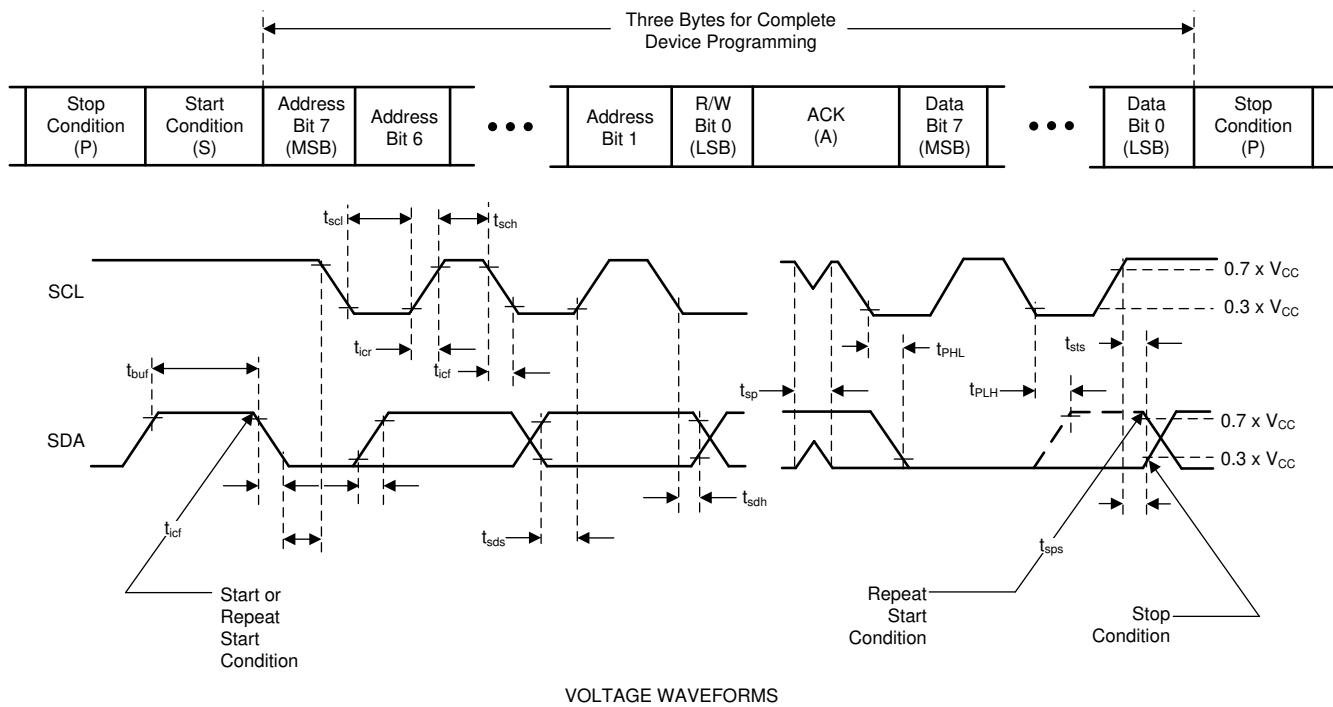 Three Bytes for Complete
Device Programming
Stop
Condition
(P)
Start
Condition
(S)
Address
Bit 7
(MSB)
Address
Bit 6
•••
Address
Bit 1
R/W
Bit 0
(LSB)
ACK
(A)
Data
Bit 7
(MSB)
•••
Data
Bit 0
(LSB)
Stop
Condition
(P)
tscl
tsch
SCL
0.7 x VCC
0.3 x VCC
ticr
ticf
tPHL
tsts
tbuf
tsp
tPLH
SDA
0.7 x VCC
0.3 x VCC
ticf
tsds
tsdh
tsps
Start or
Repeat
Start
Condition
Repeat
Start
Condition
Stop
Condition
VOLTAGE WAVEFORMS